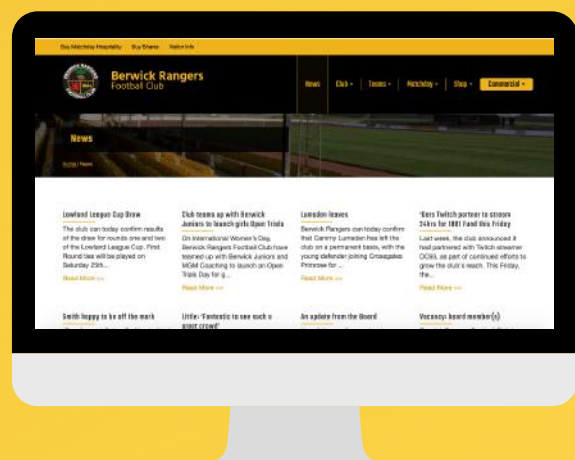 Buy Matchday Hospitality Buy Shares Visitor Info
Berwick Rangers
Football Club
News Club Teams Matchday Shop Commercial
News
Home / News
Lowland League Cup Draw
The club can today confirm results
of the draw for rounds one and two
of the Lowland League Cup. First
Round ties will be played on
Saturday 25th...
Read More >>
Club teams up with Berwick
Juniors to launch girls Open Trials
On International Women's Day,
Berwick Rangers Football Club have
teamed up with Berwick Juniors and
MGM Coaching to launch an Open
Trials Day for g...
Read More >>
Lumsden leaves
Berwick Rangers can today confirm
that Cammy Lumsden has left the
club on a permanent basis, with the
young defender joining Crossgates
Primrose for ...
Read More >>
'Gers Twitch partner to stream
24hrs for 1881 Fund this Friday
Last week, the club announced it
had partnered with Twitch streamer
as part of continued efforts to
grow the club's reach. This Friday,
the...
Read More >>
Smith happy to be off the mark
Little: 'Fantastic to see such a
great crowd'
An update from the Board
Vacancy: board member(s)